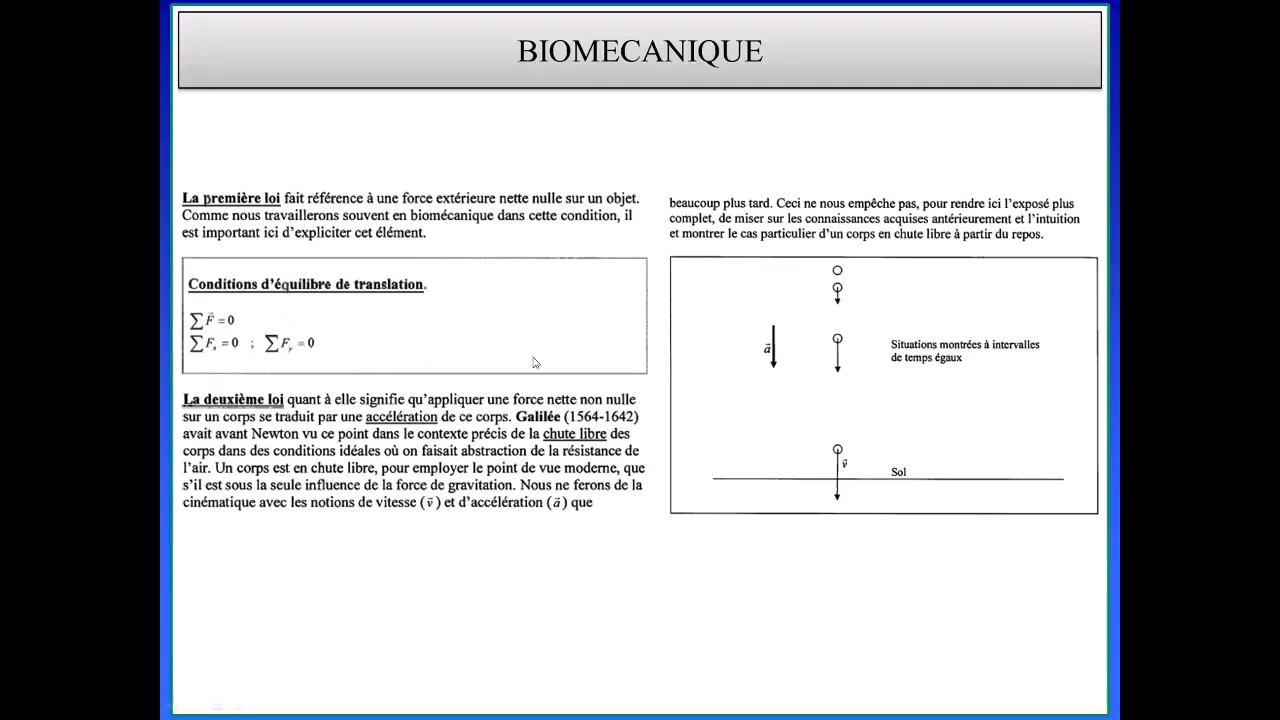 BIOMECANIQUE
La première loi fait référence à une force extérieure nette nulle sur un objet.
Comme nous travaillerons souvent en biomécanique dans cette condition, il
est important ici d'expliciter cet élément.
Conditions d'équilibre de translation.
∑ F⃗ = 0
∑ Fₓ = 0 ; ∑ Fᵧ = 0
La deuxième loi quant à elle signifie qu'appliquer une force nette non nulle
sur un corps se traduit par une accélération de ce corps. Galilée (1564-1642)
avait avant Newton vu ce point dans le contexte précis de la chute libre des
corps dans des conditions idéales où on faisait abstraction de la résistance de
l'air. Un corps est en chute libre, pour employer le point de vue moderne, que
s'il est sous la seule influence de la force de gravitation. Nous ne ferons de la
cinématique avec les notions de vitesse (v⃗) et d'accélération (a⃗) que
beaucoup plus tard. Ceci ne nous empêche pas, pour rendre ici l'exposé plus
complet, de miser sur les connaissances acquises antérieurement et l'intuition
et montrer le cas particulier d'un corps en chute libre à partir du repos.
a⃗
Situations montrées à intervalles
de temps égaux
v⃗
Sol